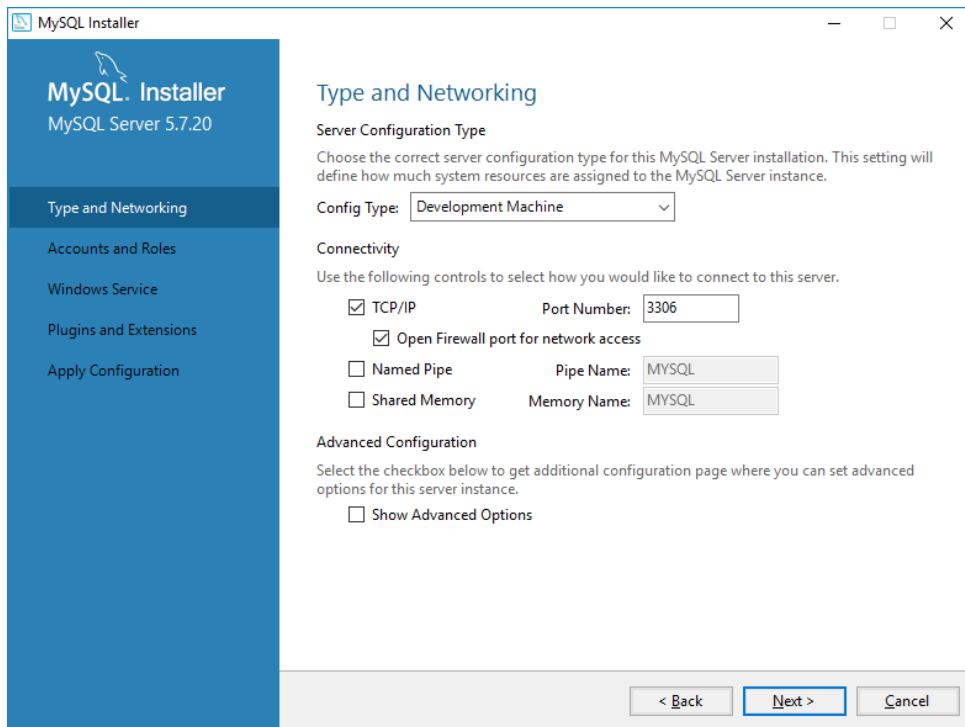 MySQL Installer
MySQL. Installer
MySQL Server 5.7.20
Type and Networking
Accounts and Roles
Windows Service
Plugins and Extensions
Apply Configuration
Type and Networking
Server Configuration Type
Choose the correct server configuration type for this MySQL Server installation. This setting will
define how much system resources are assigned to the MySQL Server instance.
Config Type: Development Machine
Connectivity
Use the following controls to select how you would like to connect to this server.
TCP/IP Port Number: 3306
Open Firewall port for network access
Named Pipe Pipe Name: MYSQL
Shared Memory Memory Name: MYSQL
Advanced Configuration
Select the checkbox below to get additional configuration page where you can set advanced
options for this server instance.
Show Advanced Options
< Back Next > Cancel